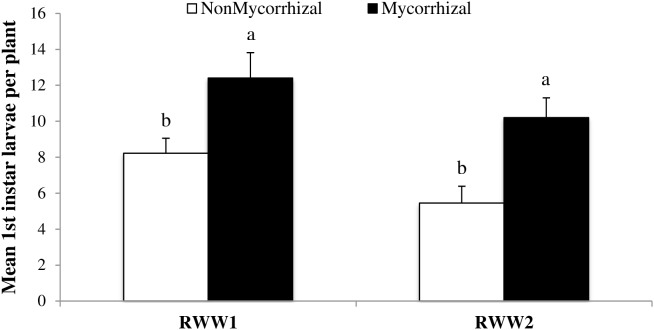 NonMycorrhizal Mycorrhizal
Mean 1st instar larvae per plant
16
14
12
10
8
6
4
2
0
b
a
b
a
RWW1 RWW2